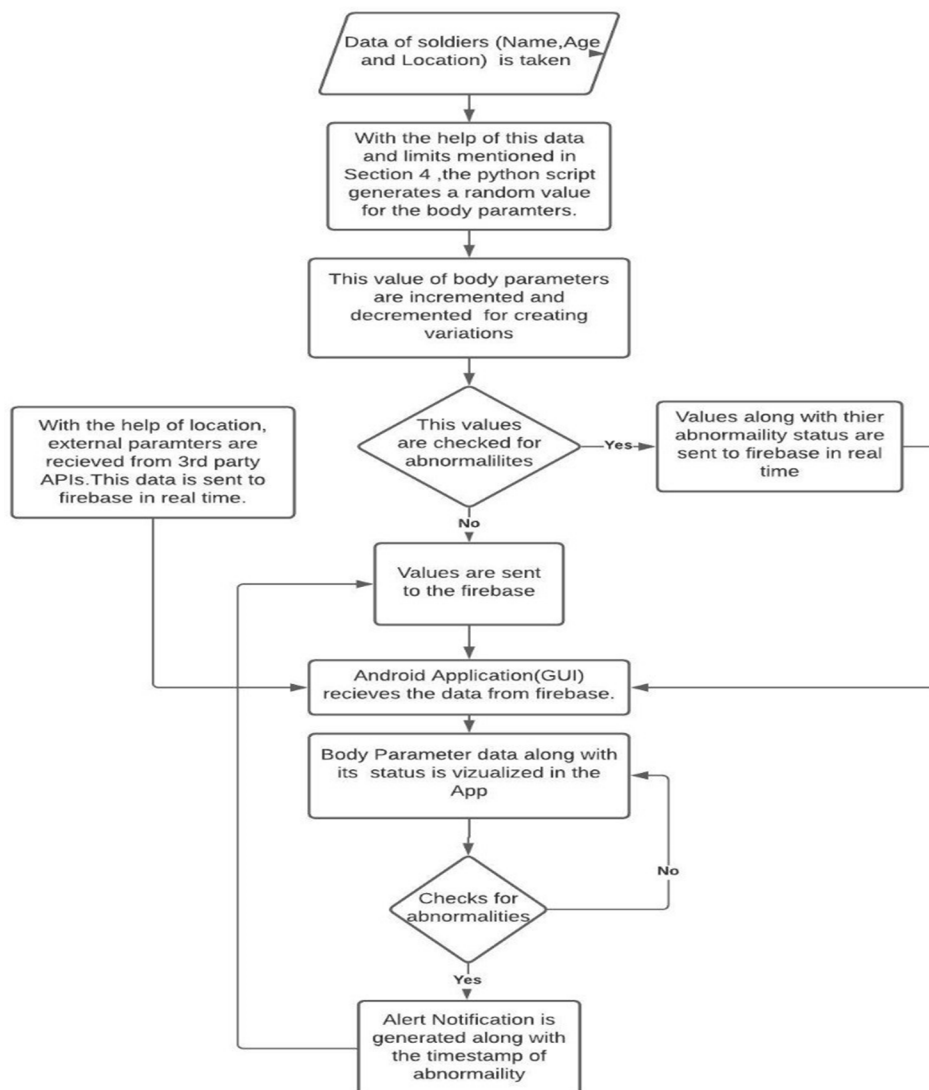 Data of soldiers (Name,Age
and Location) is taken
With the help of this data
and limits mentioned in
Section 4 ,the python script
generates a random value
for the body paramters.
This value of body parameters
are incremented and
decremented for creating
variations
This values
are checked for
abnormalilites
Yes
Values along with thier
abnormaility status are
sent to firebase in real
time
With the help of location,
external paramters are
recieved from 3rd party
APIs.This data is sent to
firebase in real time.
No
Values are sent
to the firebase
Android Application(GUI)
recieves the data from firebase.
Body Parameter data along with
its status is vizualized in the
App
No
Checks for
abnormalities
Yes
Alert Notification is
generated along with
the timestamp of
abnormaility